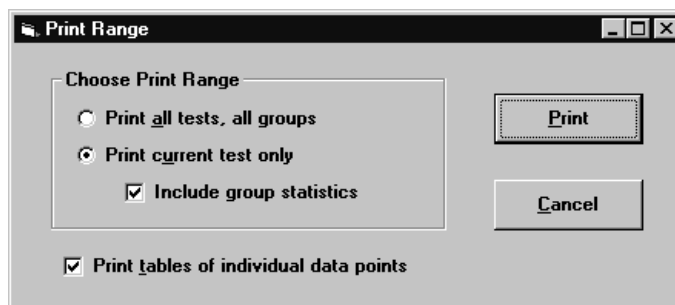 Print Range
Choose Print Range
Print all tests, all groups
Print current test only
Include group statistics
Print
Cancel
Print tables of individual data points